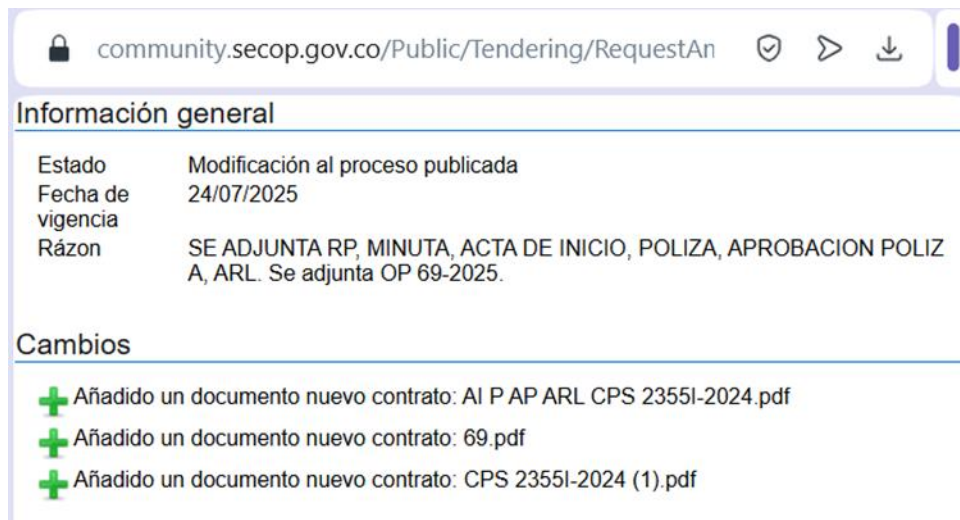 community.secop.gov.co/Public/Tendering/RequestAn
Información general
Estado Modificación al proceso publicada
Fecha de vigencia 24/07/2025
Rázon SE ADJUNTA RP, MINUTA, ACTA DE INICIO, POLIZA, APROBACION POLIZ
A, ARL. Se adjunta OP 69-2025.
Cambios
Añadido un documento nuevo contrato: AI P AP ARL CPS 2355I-2024.pdf
Añadido un documento nuevo contrato: 69.pdf
Añadido un documento nuevo contrato: CPS 2355I-2024 (1).pdf